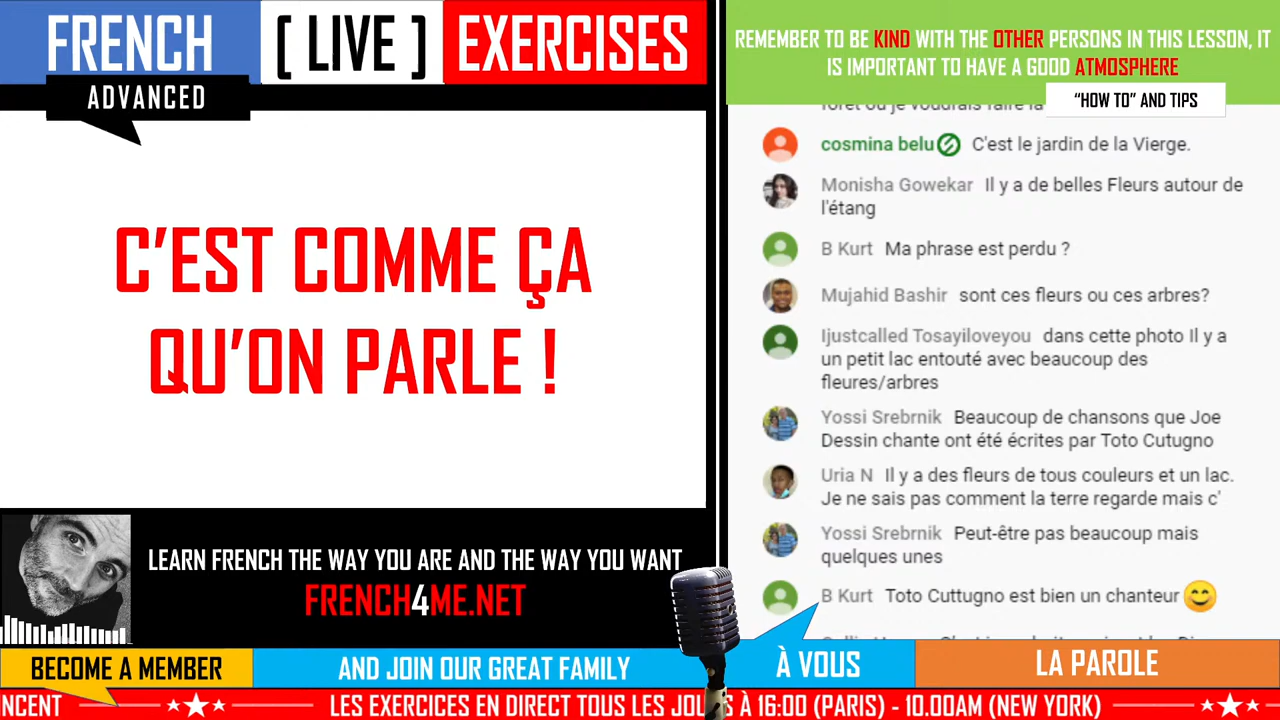 FRENCH [ LIVE ] EXERCISES
ADVANCED
C’EST COMME ÇA
QU’ON PARLE !
LEARN FRENCH THE WAY YOU ARE AND THE WAY YOU WANT
FRENCH4ME.NET
REMEMBER TO BE KIND WITH THE OTHER PERSONS IN THIS LESSON, IT
IS IMPORTANT TO HAVE A GOOD ATMOSPHERE
“HOW TO” AND TIPS
foret ou je voudrais faire la
cosmina belu C'est le jardin de la Vierge.
Monisha Gowekar Il y a de belles Fleurs autour de
l'étang
B Kurt Ma phrase est perdu ?
Mujahid Bashir sont ces fleurs ou ces arbres?
Ijustcalled Tosayiloveyou dans cette photo Il y a
un petit lac entouté avec beaucoup des
fleures/arbres
Yossi Srebrnik Beaucoup de chansons que Joe
Dessin chante ont été écrites par Toto Cutugno
Uria N Il y a des fleurs de tous couleurs et un lac.
Je ne sais pas comment la terre regarde mais c'
Yossi Srebrnik Peut-être pas beaucoup mais
quelques unes
B Kurt Toto Cuttugno est bien un chanteur 😊
BECOME A MEMBER AND JOIN OUR GREAT FAMILY
À VOUS LA PAROLE
NCENT LES EXERCICES EN DIRECT TOUS LES JOURS À 16:00 (PARIS) - 10.00AM (NEW YORK)